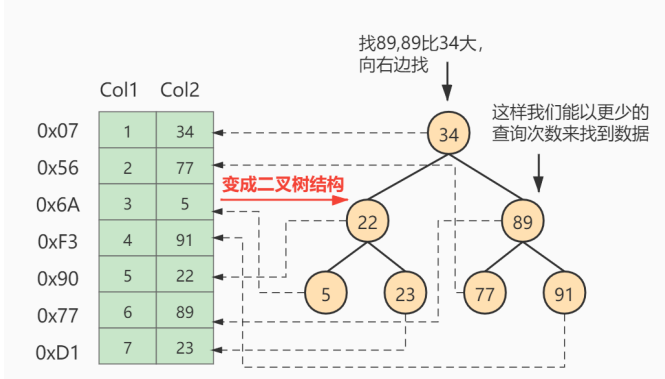 找89,89比34大，
向右边找
这样我们能以更少的
查询次数来找到数据
Col1 Col2
0x07 1 34
0x56 2 77
0x6A 3 5
0xF3 4 91
0x90 5 22
0x77 6 89
0xD1 7 23
变成二叉树结构
34
22 89
5 23 77 91